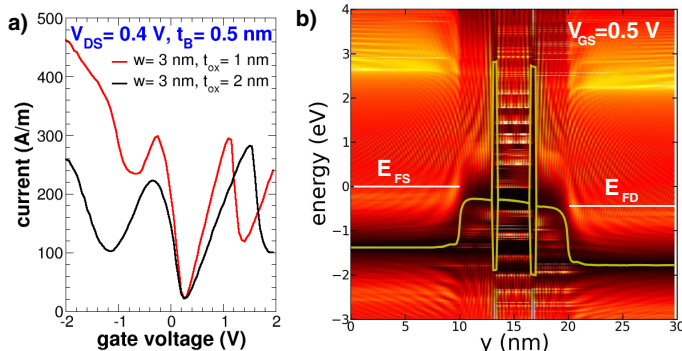 a)
V_DS= 0.4 V, t_B= 0.5 nm
w= 3 nm, t_ox= 1 nm
w= 3 nm, t_ox= 2 nm
current (A/m)
500
400
300
200
100
0
-2 -1 0 1 2
gate voltage (V)
b)
V_GS=0.5 V
E_FS
E_FD
energy (eV)
4
3
2
1
0
−1
−2
−3
0 5 10 15 20 25 30
y (nm)